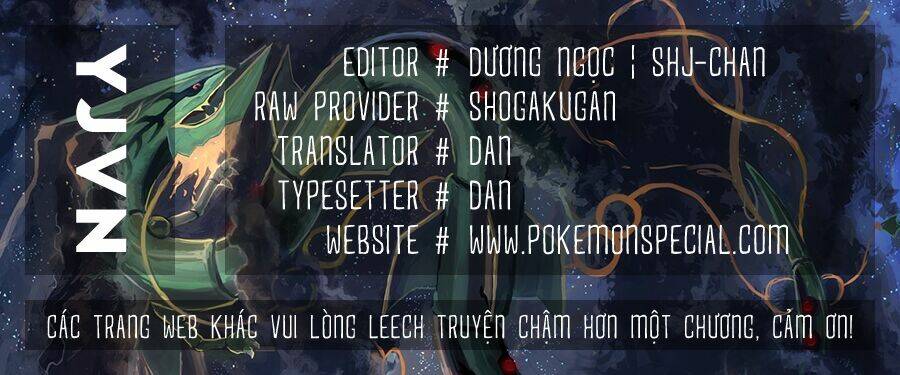 YJVN
EDITOR # DƯƠNG NGỌC ¦ SHJ-CHAN
RAW PROVIDER # SHOGAKUGAN
TRANSLATOR # DAN
TYPESETTER # DAN
WEBSITE # WWW.POKEMONSPECIAL.COM
CÁC TRANG WEB KHÁC VUI LÒNG LEECH TRUYỆN CHẬM HƠN MỘT CHƯƠNG, CẢM ƠN!